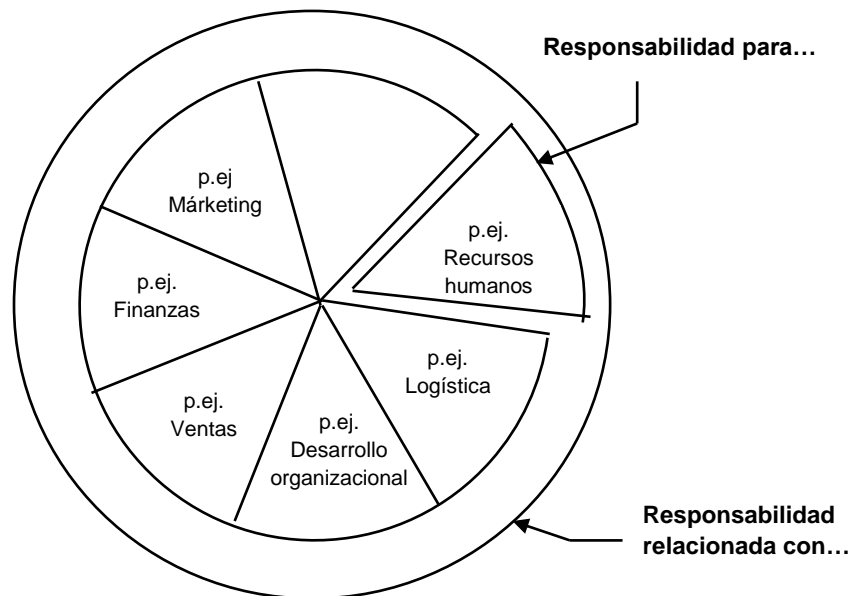 Responsabilidad para…
p.ej
Márketing
p.ej.
Recursos
humanos
p.ej.
Finanzas
p.ej.
Logística
p.ej.
Ventas
p.ej.
Desarrollo
organizacional
Responsabilidad
relacionada con…